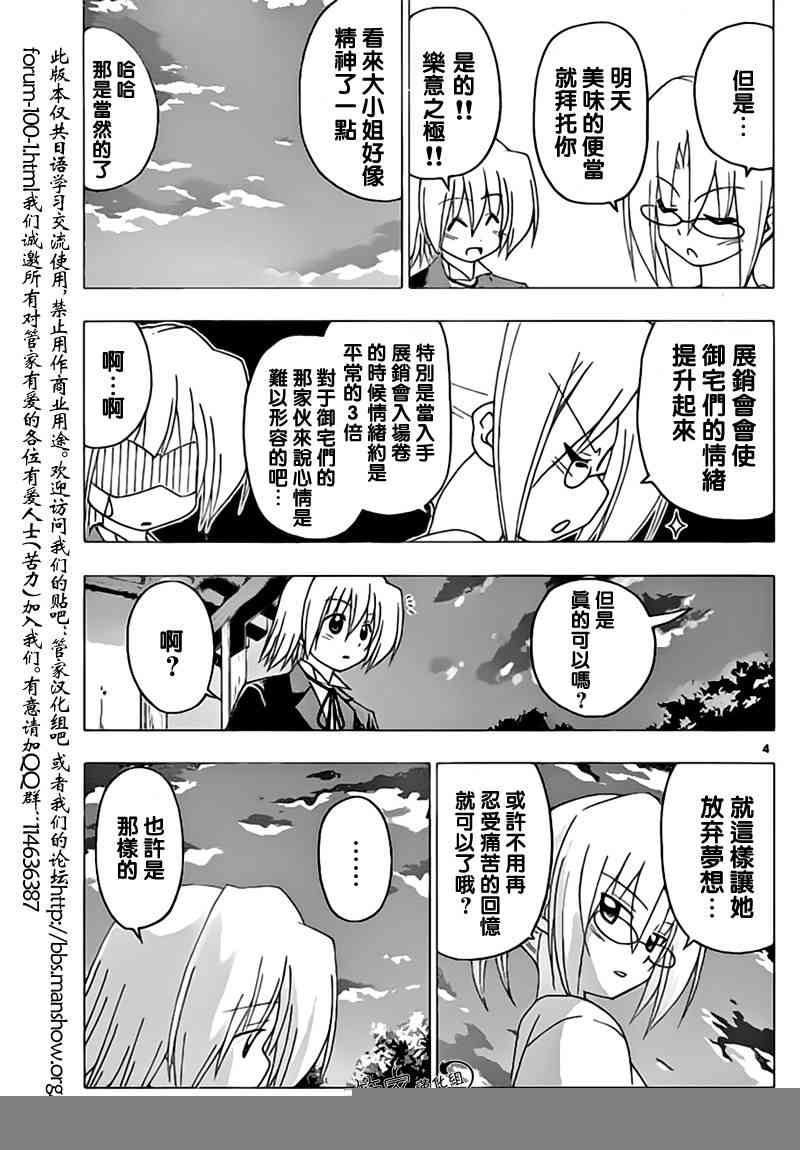 但是…
明天
美味的便當
就拜托你
是的!!
樂意之極!!
看來大小姐好像
精神了一點
哈哈
那是當然的了
展銷會會使
御宅們的情緒
提升起來
特別是當入手
展銷會入場卷
的時候情緒約是
平常的3倍
對于御宅們的
那家伙來說心情是
難以形容的吧…
啊…啊
但是
真的可以嗎?
啊?
4
就這樣讓她
放弃夢想…
或許不用再
忍受痛苦的回憶
就可以了哦?
……
也許是
那樣的
此版本仅共日语学习交流使用,禁止用作商业用途。欢迎访问我们的贴吧:管家汉化组吧 或者我们的论坛http://bbs.manshow.org
forum-100-1.html我们诚邀所有对管家有爱的各位有爱人士(苦力)加入我们。有意请加QQ群:114636387